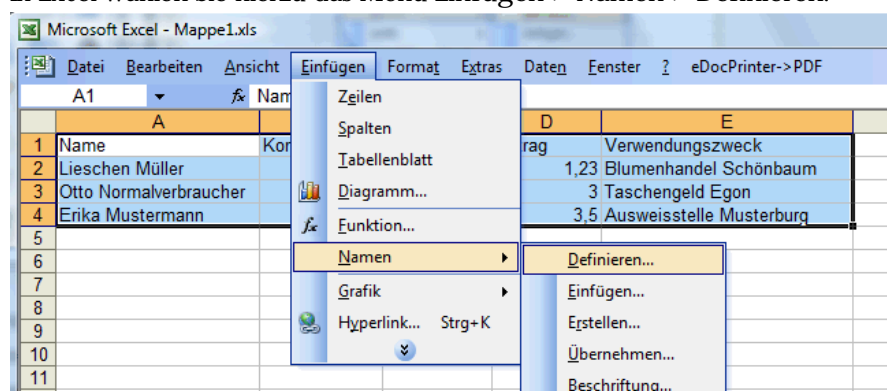 Microsoft Excel - Mappe1.xls
Datei Bearbeiten Ansicht Einfügen Format Extras Daten Fenster ? eDocPrinter->PDF
A1 fx
A D E
1 Name Verwendungszweck
2 Lieschen Müller 1,23 Blumenhandel Schönbaum
3 Otto Normalverbraucher 3 Taschengeld Egon
4 Erika Mustermann 3,5 Ausweisstelle Musterburg
5
6
7
8
9
10
11
Zeilen
Spalten
Tabellenblatt
Diagramm...
fx Funktion...
Namen
Grafik
Hyperlink... Strg+K
Definieren...
Einfügen...
Erstellen...
Übernehmen...
Beschriftung...